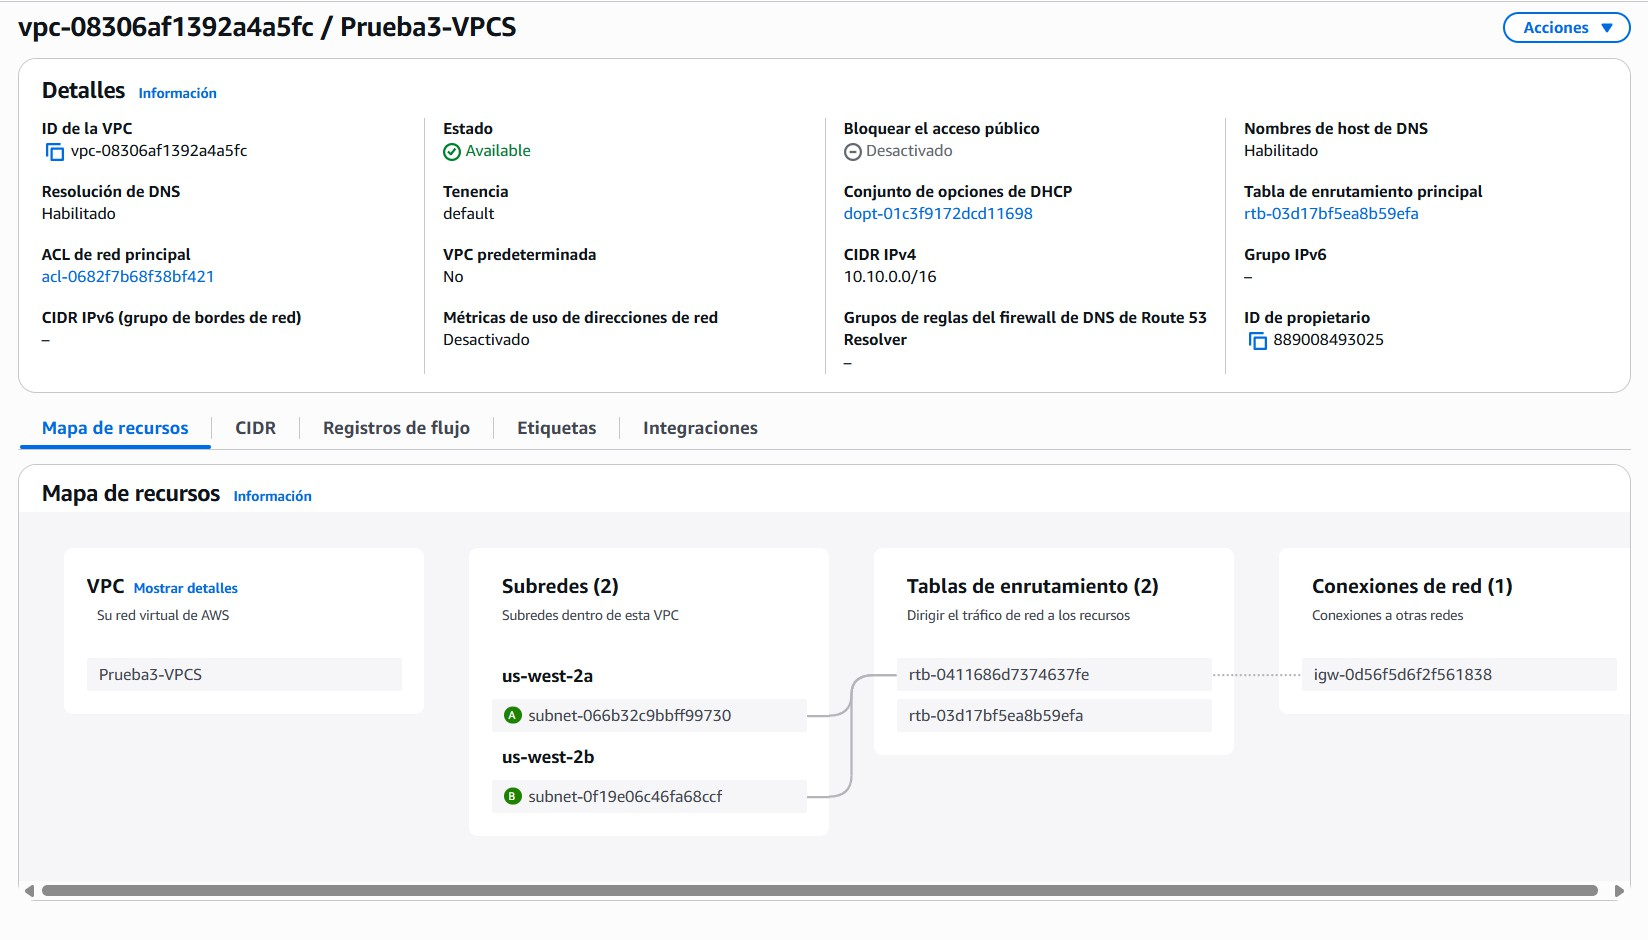 vpc-08306af1392a4a5fc / Prueba3-VPCS
Acciones
Detalles Información
ID de la VPC
vpc-08306af1392a4a5fc
Estado
Available
Bloquear el acceso público
Desactivado
Nombres de host de DNS
Habilitado
Resolución de DNS
Habilitado
Tenencia
default
Conjunto de opciones de DHCP
dopt-01c3f9172dcd11698
Tabla de enrutamiento principal
rtb-03d17bf5ea8b59efa
ACL de red principal
acl-0682f7b68f38bf421
VPC predeterminada
No
CIDR IPv4
10.10.0.0/16
Grupo IPv6
–
CIDR IPv6 (grupo de bordes de red)
–
Métricas de uso de direcciones de red
Desactivado
Grupos de reglas del firewall de DNS de Route 53
Resolver
–
ID de propietario
889008493025
Mapa de recursos
CIDR
Registros de flujo
Etiquetas
Integraciones
Mapa de recursos Información
VPC Mostrar detalles
Su red virtual de AWS
Prueba3-VPCS
Subredes (2)
Subredes dentro de esta VPC
us-west-2a
A subnet-066b32c9bbff99730
us-west-2b
B subnet-0f19e06c46fa68ccf
Tablas de enrutamiento (2)
Dirigir el tráfico de red a los recursos
rtb-0411686d7374637fe
rtb-03d17bf5ea8b59efa
Conexiones de red (1)
Conexiones a otras redes
igw-0d56f5d6f2f561838